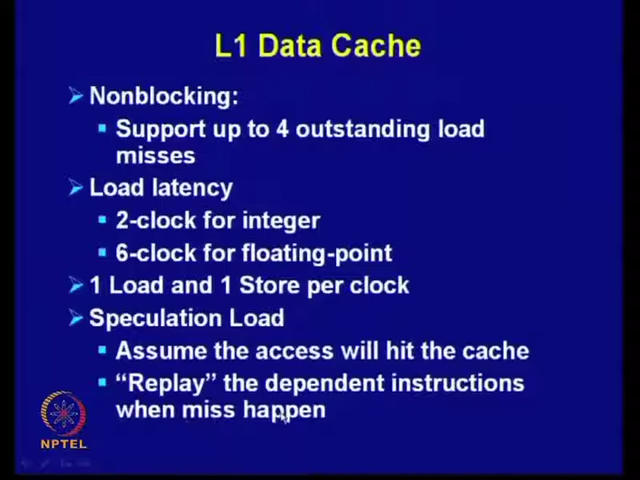 L1 Data Cache
Nonblocking:
Support up to 4 outstanding load
misses
Load latency
2-clock for integer
6-clock for floating-point
1 Load and 1 Store per clock
Speculation Load
Assume the access will hit the cache
“Replay” the dependent instructions
when miss happen
NPTEL